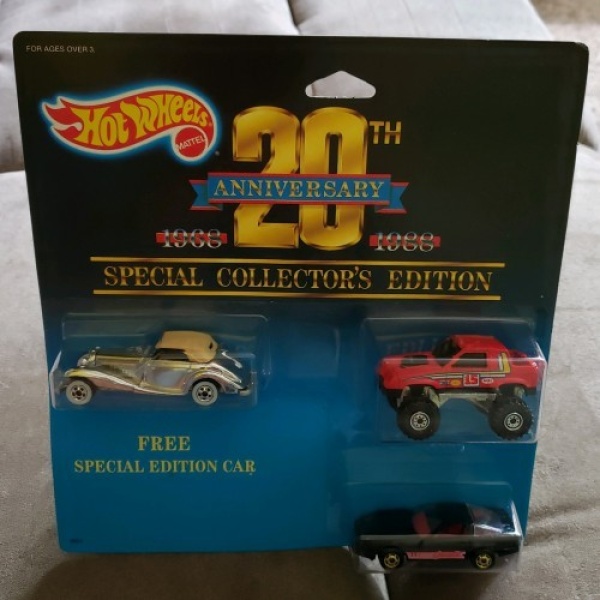 FOR AGES OVER 3.
Hot Wheels
MATTEL
20TH
ANNIVERSARY
1968 1988
SPECIAL COLLECTOR'S EDITION
FREE
SPECIAL EDITION CAR